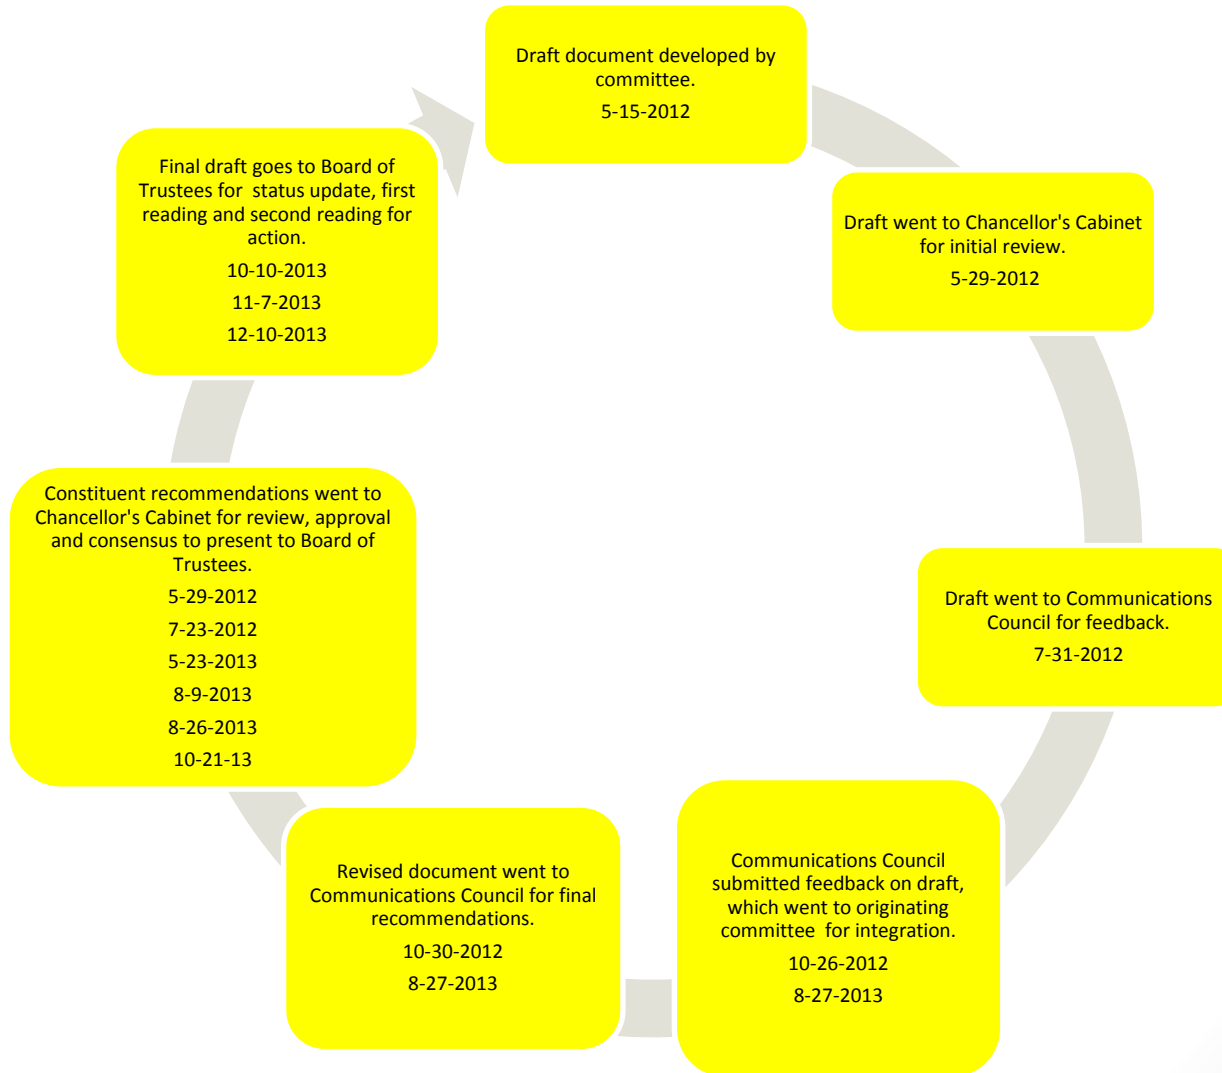 Draft document developed by
committee.
5-15-2012
Draft went to Chancellor's Cabinet
for initial review.
5-29-2012
Draft went to Communications
Council for feedback.
7-31-2012
Communications Council
submitted feedback on draft,
which went to originating
committee for integration.
10-26-2012
8-27-2013
Revised document went to
Communications Council for final
recommendations.
10-30-2012
8-27-2013
Constituent recommendations went to
Chancellor's Cabinet for review, approval
and consensus to present to Board of
Trustees.
5-29-2012
7-23-2012
5-23-2013
8-9-2013
8-26-2013
10-21-13
Final draft goes to Board of
Trustees for status update, first
reading and second reading for
action.
10-10-2013
11-7-2013
12-10-2013